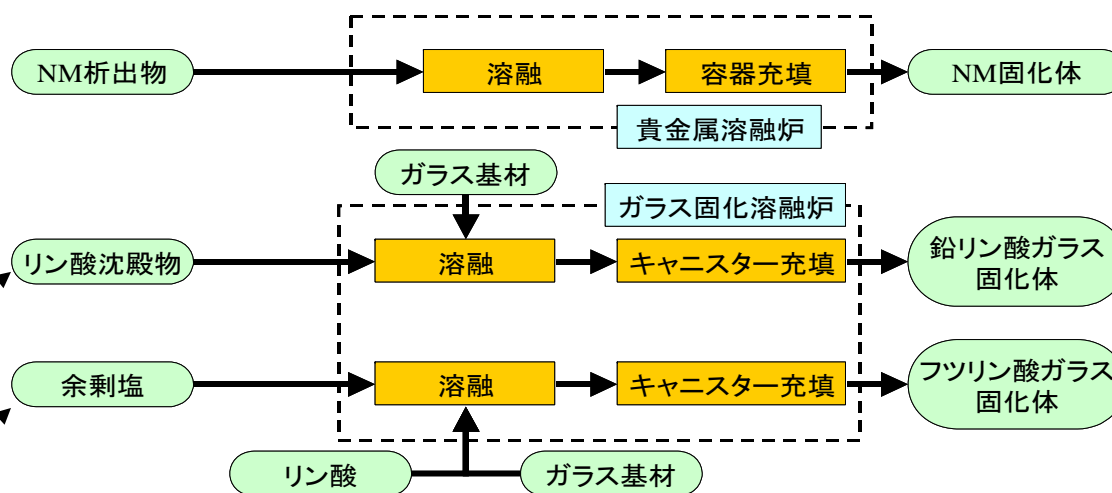 NM析出物
溶融
容器充填
NM固化体
貴金属溶融炉
ガラス基材
ガラス固化溶融炉
リン酸沈殿物
溶融
キャニスター充填
鉛リン酸ガラス
固化体
余剰塩
溶融
キャニスター充填
フツリン酸ガラス
固化体
リン酸
ガラス基材